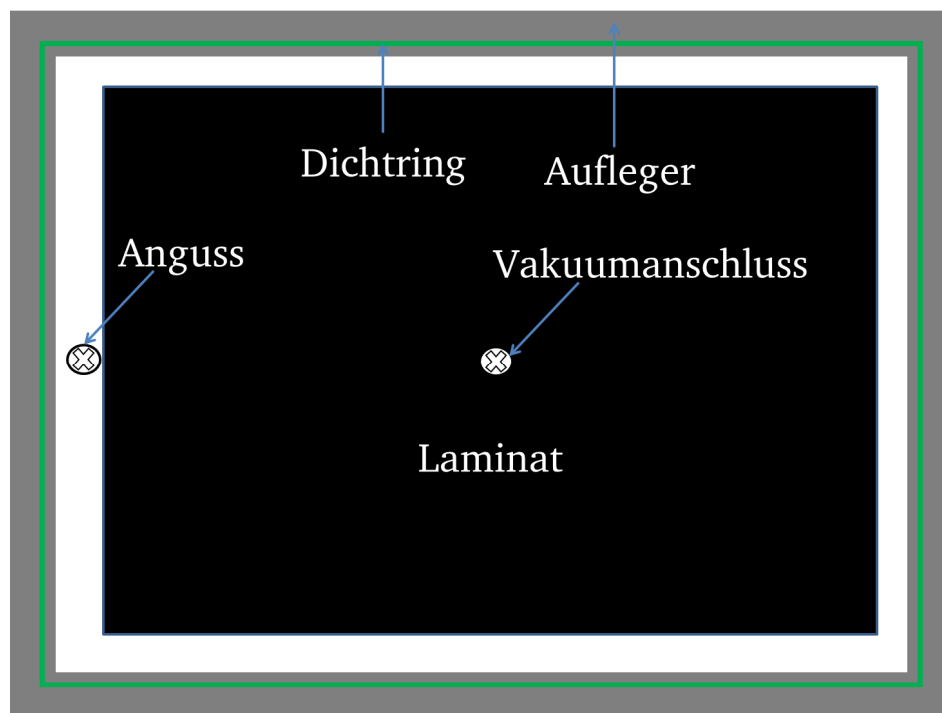 Dichtring
Aufleger
Anguss
Vakuumanschluss
Laminat